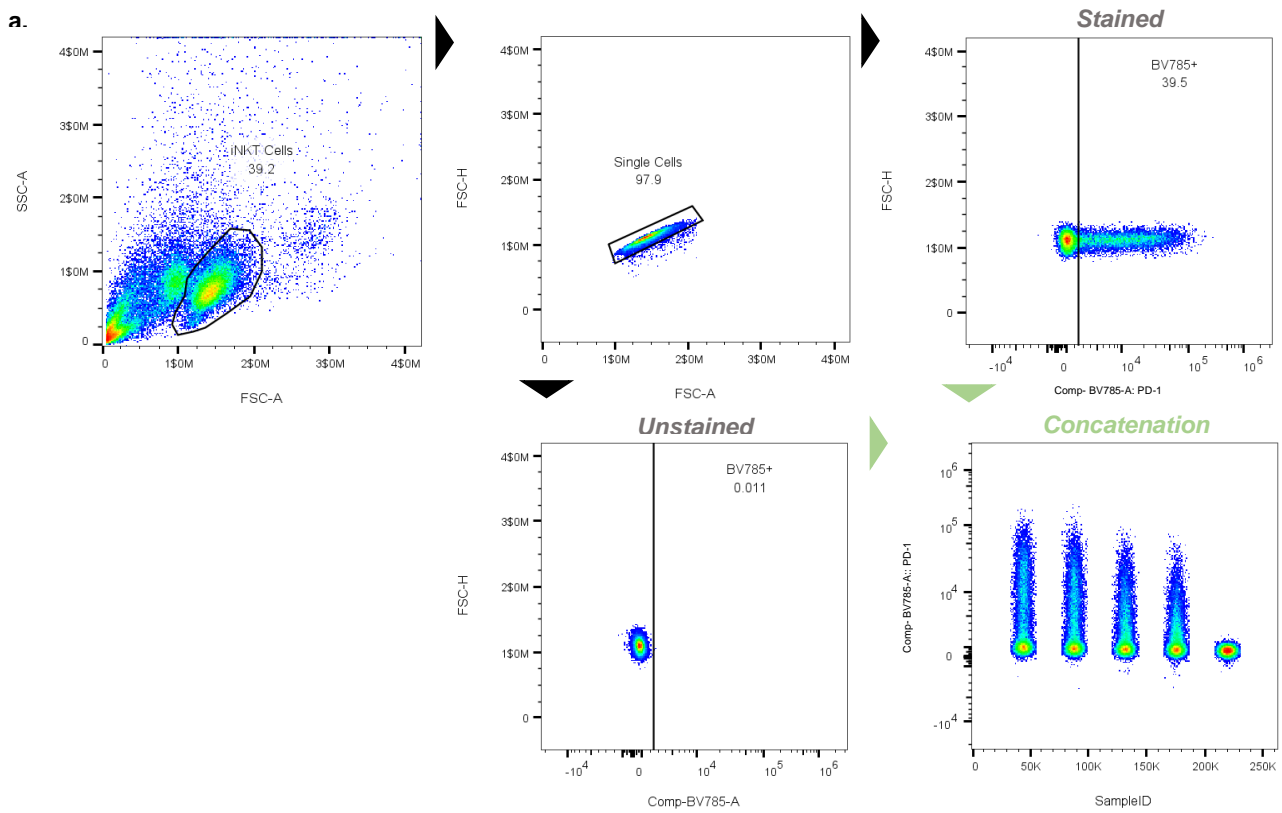 a.
Stained
4$0M
3$0M
2$0M
1$0M
0
SSC-A
iNKT Cells
39.2
0
1$0M
2$0M
3$0M
4$0M
FSC-A
4$0M
3$0M
2$0M
1$0M
0
FSC-H
Single Cells
97.9
0
1$0M
2$0M
3$0M
4$0M
FSC-A
4$0M
3$0M
2$0M
1$0M
0
FSC-H
BV785+
39.5
-10^4
0
10^4
10^5
10^6
Comp- BV785-A: PD-1
Unstained
4$0M
3$0M
2$0M
1$0M
0
FSC-H
BV785+
0.011
-10^4
0
10^4
10^5
10^6
Comp-BV785-A
Concatenation
10^6
10^5
10^4
0
-10^4
Comp- BV785-A:: PD-1
0
50K
100K
150K
200K
250K
SampleID